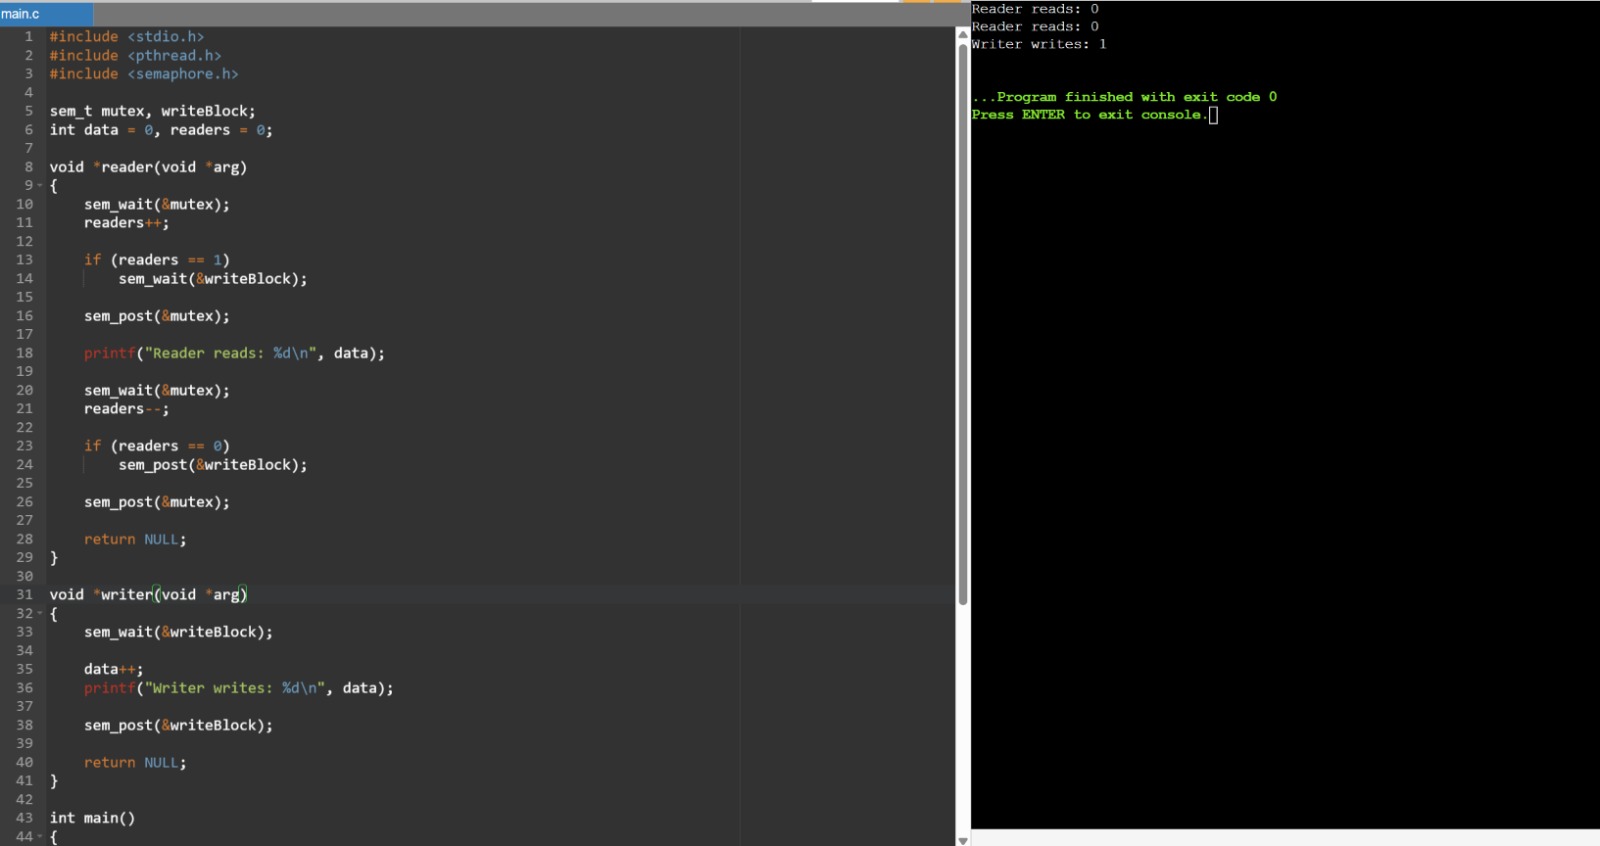 main.c
1 #include <stdio.h>
2 #include <pthread.h>
3 #include <semaphore.h>
4
5 sem_t mutex, writeBlock;
6 int data = 0, readers = 0;
7
8 void *reader(void *arg)
9 {
10     sem_wait(&mutex);
11     readers++;
12
13     if (readers == 1)
14         sem_wait(&writeBlock);
15
16     sem_post(&mutex);
17
18     printf("Reader reads: %d\n", data);
19
20     sem_wait(&mutex);
21     readers--;
22
23     if (readers == 0)
24         sem_post(&writeBlock);
25
26     sem_post(&mutex);
27
28     return NULL;
29 }
30
31 void *writer(void *arg)
32 {
33     sem_wait(&writeBlock);
34
35     data++;
36     printf("Writer writes: %d\n", data);
37
38     sem_post(&writeBlock);
39
40     return NULL;
41 }
42
43 int main()
44 {
Reader reads: 0
Reader reads: 0
Writer writes: 1
...Program finished with exit code 0
Press ENTER to exit console.